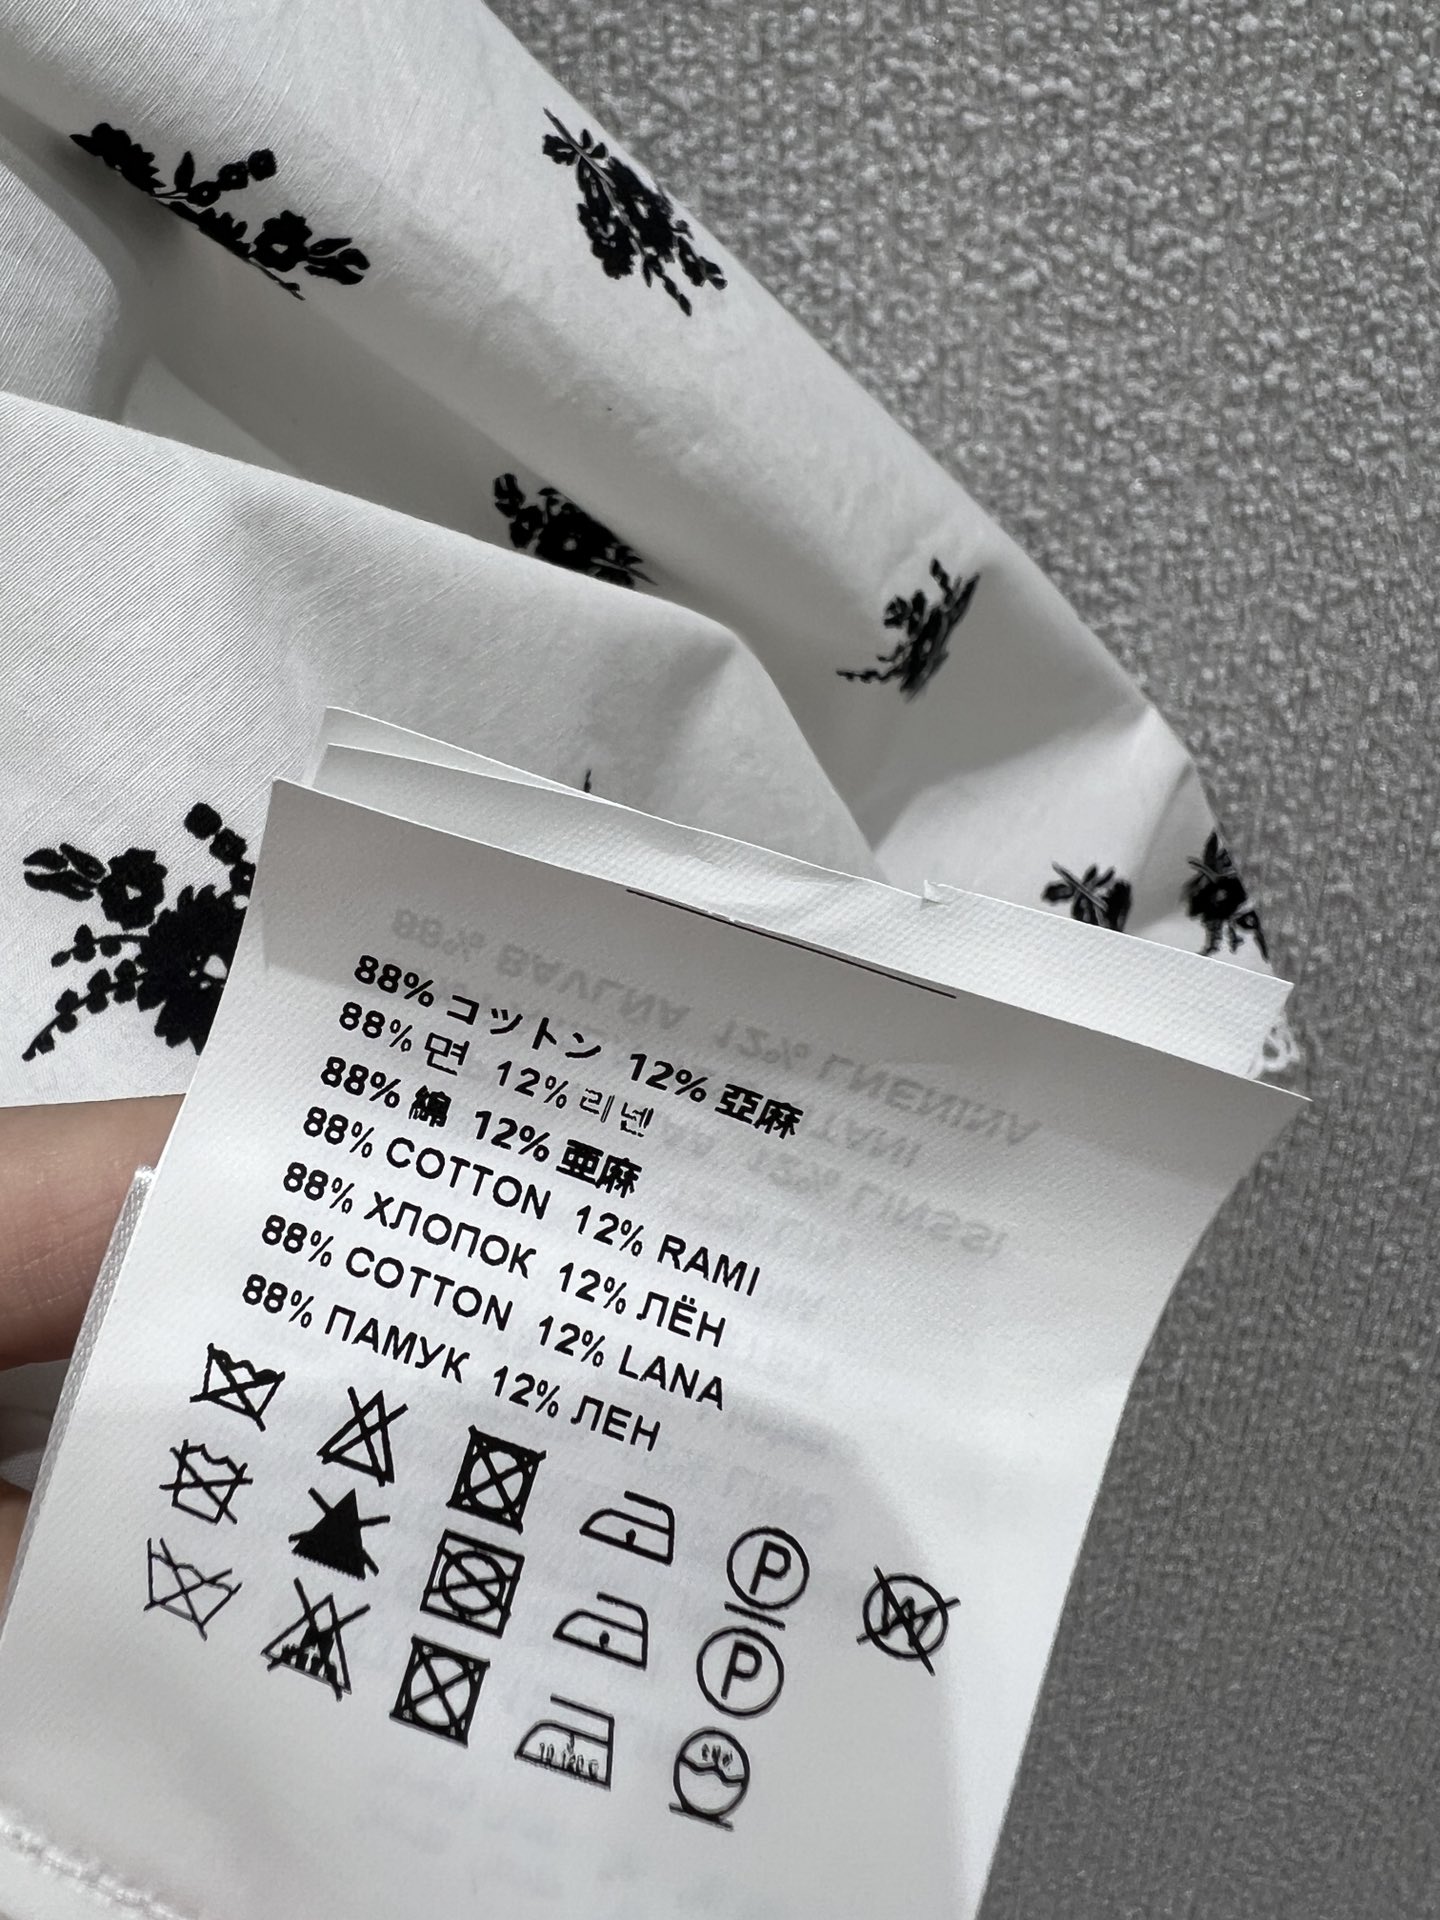 88% コットン 12% 亞麻
88% 면 12% 리넨
88% 綿 12% 亜麻
88% COTTON 12% RAMI
88% ХЛОПОК 12% ЛЁН
88% COTTON 12% LANA
88% ПАМУК 12% ЛЕН
P
W
P